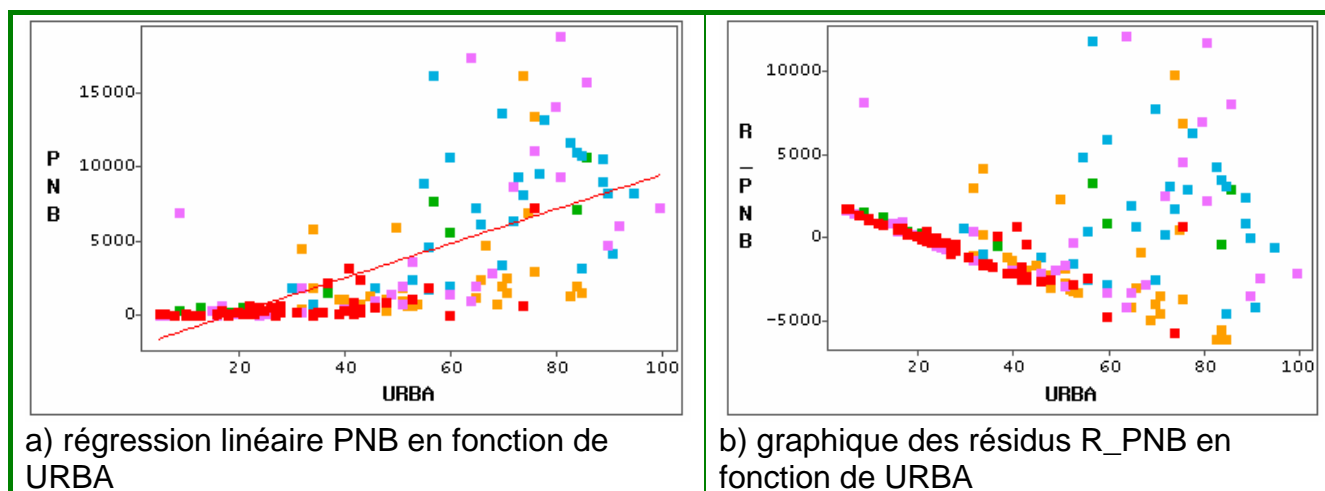 15000
10000
5000
0
P
N
B
20
40
60
80
100
URBA
a) régression linéaire PNB en fonction de
URBA
10000
5000
0
-5000
R
_
P
N
B
20
40
60
80
100
URBA
b) graphique des résidus R_PNB en
fonction de URBA